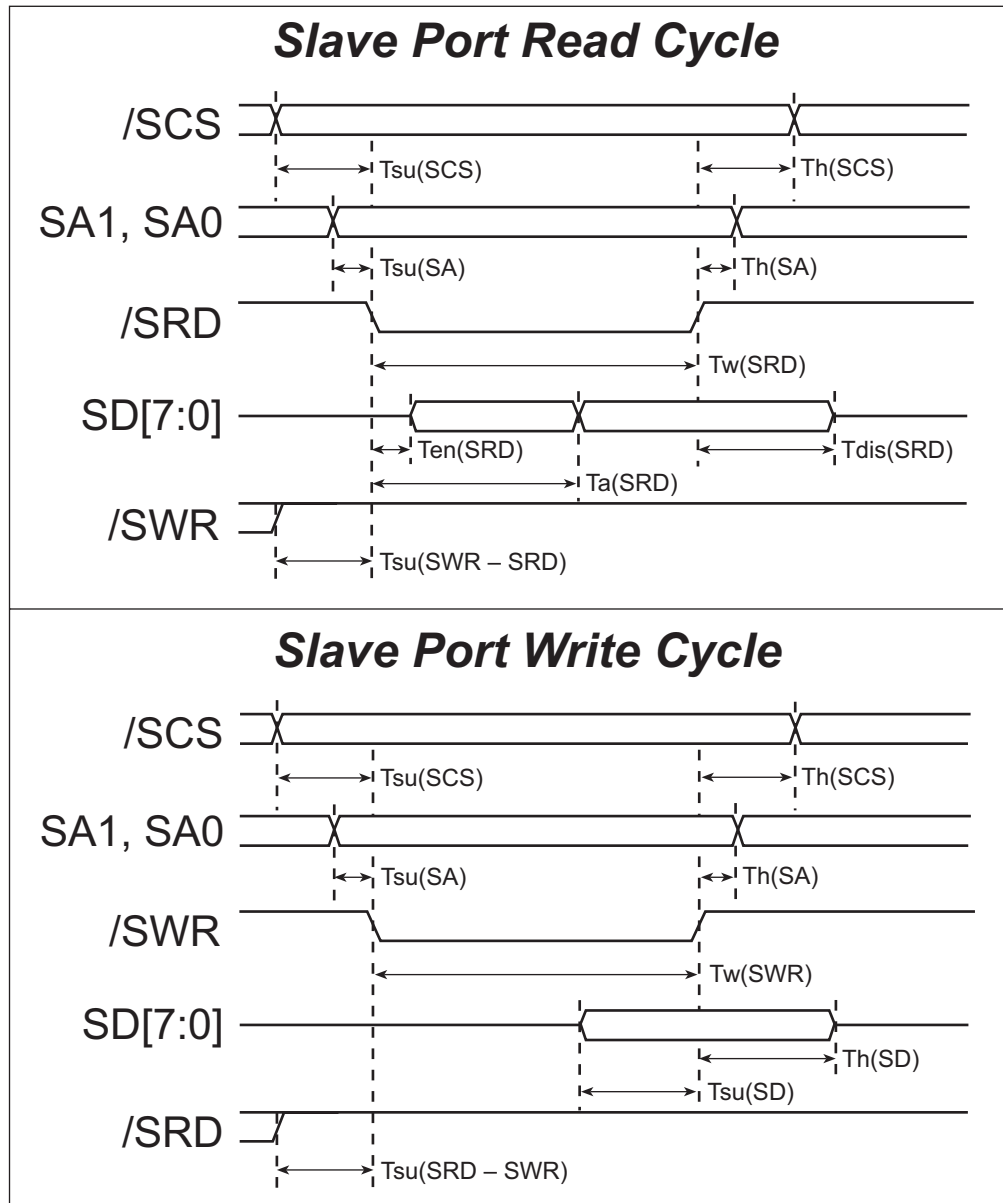 Slave Port Read Cycle
/SCS
Tsu(SCS)
Th(SCS)
SA1, SA0
Tsu(SA)
Th(SA)
/SRD
Tw(SRD)
SD[7:0]
Ten(SRD)
Tdis(SRD)
Ta(SRD)
/SWR
Tsu(SWR – SRD)
Slave Port Write Cycle
/SCS
Tsu(SCS)
Th(SCS)
SA1, SA0
Tsu(SA)
Th(SA)
/SWR
Tw(SWR)
SD[7:0]
Th(SD)
Tsu(SD)
/SRD
Tsu(SRD – SWR)